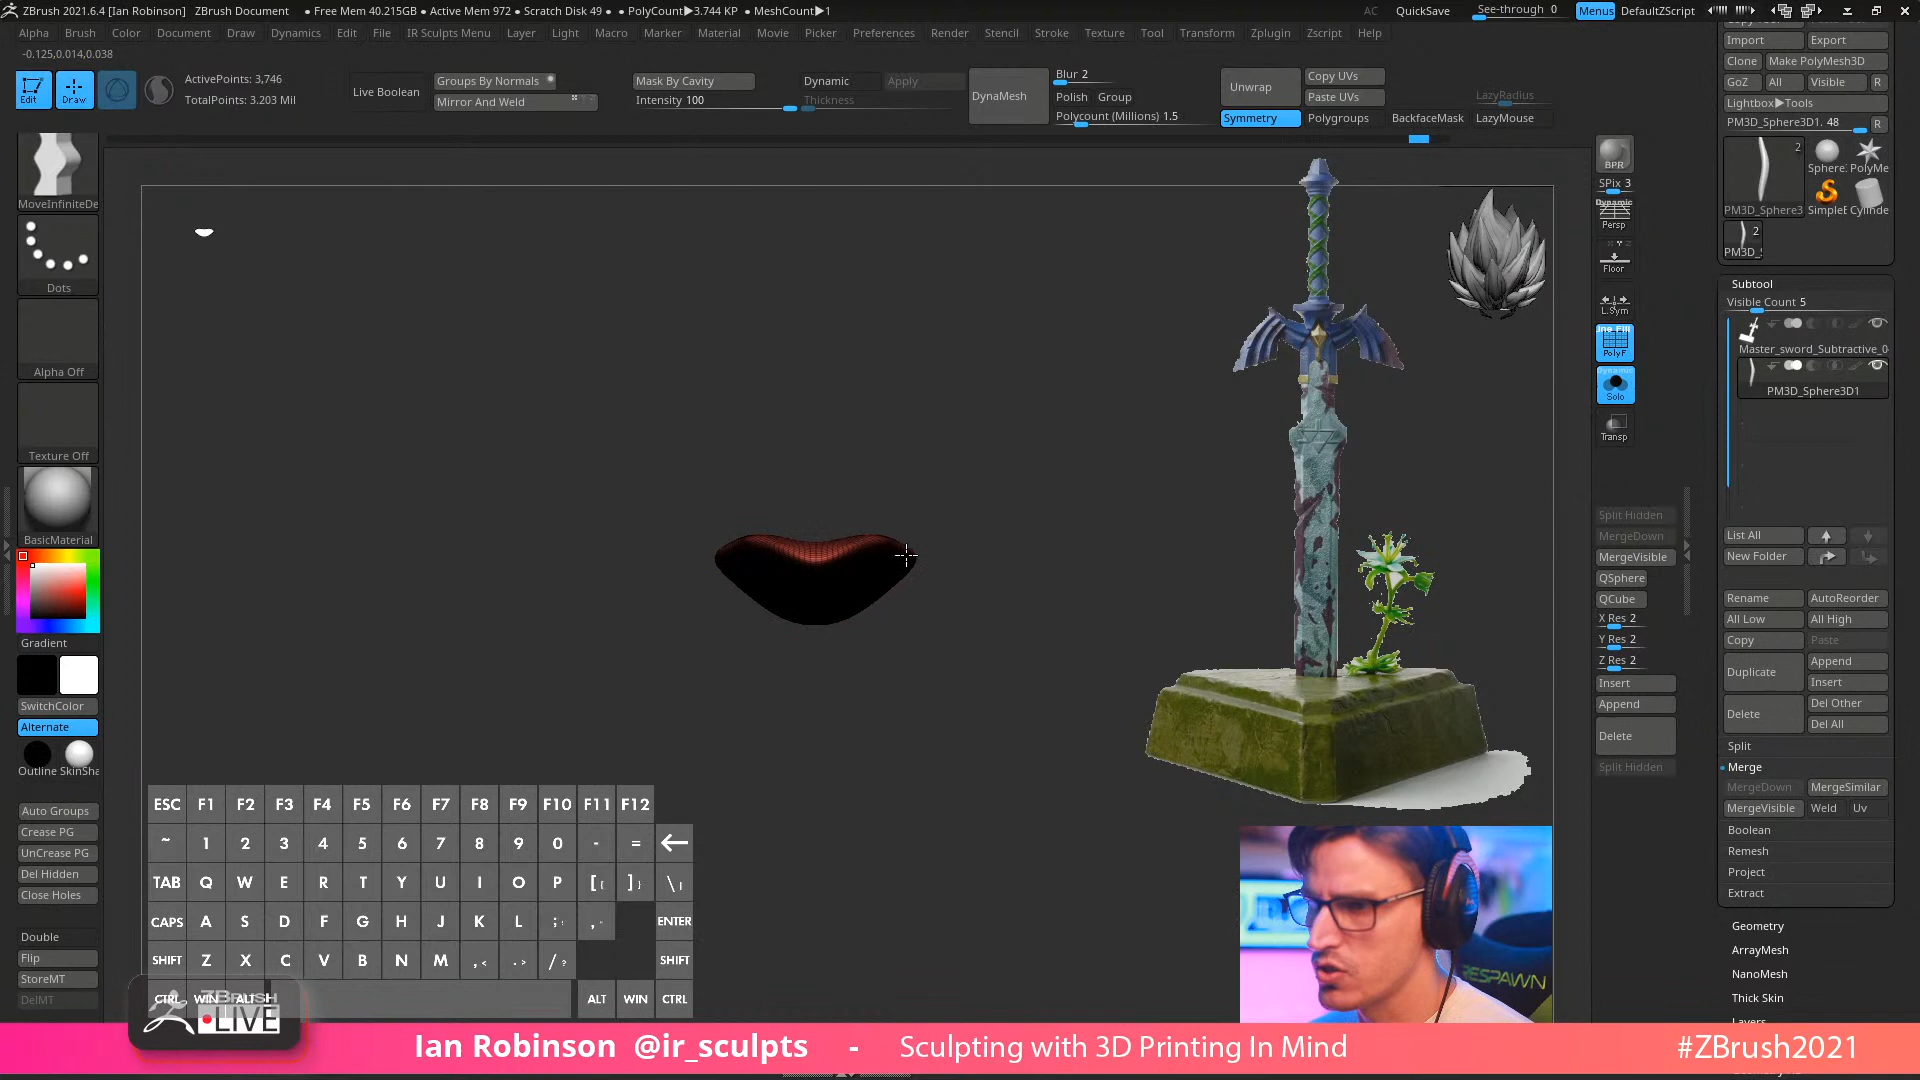 ZBrush 2021.6.4 [Ian Robinson] ZBrush Document • Free Mem 40.215GB • Active Mem 972 • Scratch Disk 49 • • PolyCount▶3.744 KP • MeshCount▶1
AC QuickSave See-through 0 Menus DefaultZScript
Alpha Brush Color Document Draw Dynamics Edit File IR Sculpts Menu Layer Light Macro Marker Material Movie Picker Preferences Render Stencil Stroke Texture Tool Transform Zplugin Zscript Help
-0.125,0.014,0.038
Edit Draw
ActivePoints: 3,746
TotalPoints: 3.203 Mil
Live Boolean
Groups By Normals
Mirror And Weld
Mask By Cavity
Intensity 100
Dynamic Apply
Thickness
DynaMesh
Blur 2
Polish Group
Polycount (Millions) 1.5
Unwrap
Copy UVs
Paste UVs
Symmetry Polygroups
BackfaceMask
LazyRadius
LazyMouse
MoveInfiniteDe
Dots
Alpha Off
Texture Off
BasicMaterial
Gradient
SwitchColor
Alternate
Outline SkinSha
Auto Groups
Crease PG
UnCrease PG
Del Hidden
Close Holes
Double
Flip
StoreMT
DelMT
BPR
SPix 3
Dynamic
Persp
Floor
L.Sym
Line Fill
PolyF
Dynamic
Solo
Transp
Split Hidden
MergeDown
MergeVisible
QSphere
QCube
X Res 2
Y Res 2
Z Res 2
Insert
Append
Delete
Split Hidden
Import Export
Clone Make PolyMesh3D
GoZ All Visible R
Lightbox▶Tools
PM3D_Sphere3D1. 48 R
2
Sphere PolyMe
PM3D_Sphere3 SimpleE Cylinde
2
PM3D_S
Subtool
Visible Count 5
Master_sword_Subtractive_0
PM3D_Sphere3D1
List All
New Folder
Rename AutoReorder
All Low All High
Copy Paste
Duplicate Append
Insert
Delete Del Other
Del All
Split
Merge
MergeDown MergeSimilar
MergeVisible Weld Uv
Boolean
Remesh
Project
Extract
Geometry
ArrayMesh
NanoMesh
Thick Skin
Layers
ESC F1 F2 F3 F4 F5 F6 F7 F8 F9 F10 F11 F12
~ 1 2 3 4 5 6 7 8 9 0 - =
TAB Q W E R T Y U I O P [ { ] } \ |
CAPS A S D F G H J K L ; : ENTER
SHIFT Z X C V B N M , < . > / ? SHIFT
CTRL WIN ALT ALT WIN CTRL
ZBRUSH
LIVE
RESPAWN
Ian Robinson @ir_sculpts - Sculpting with 3D Printing In Mind #ZBrush2021